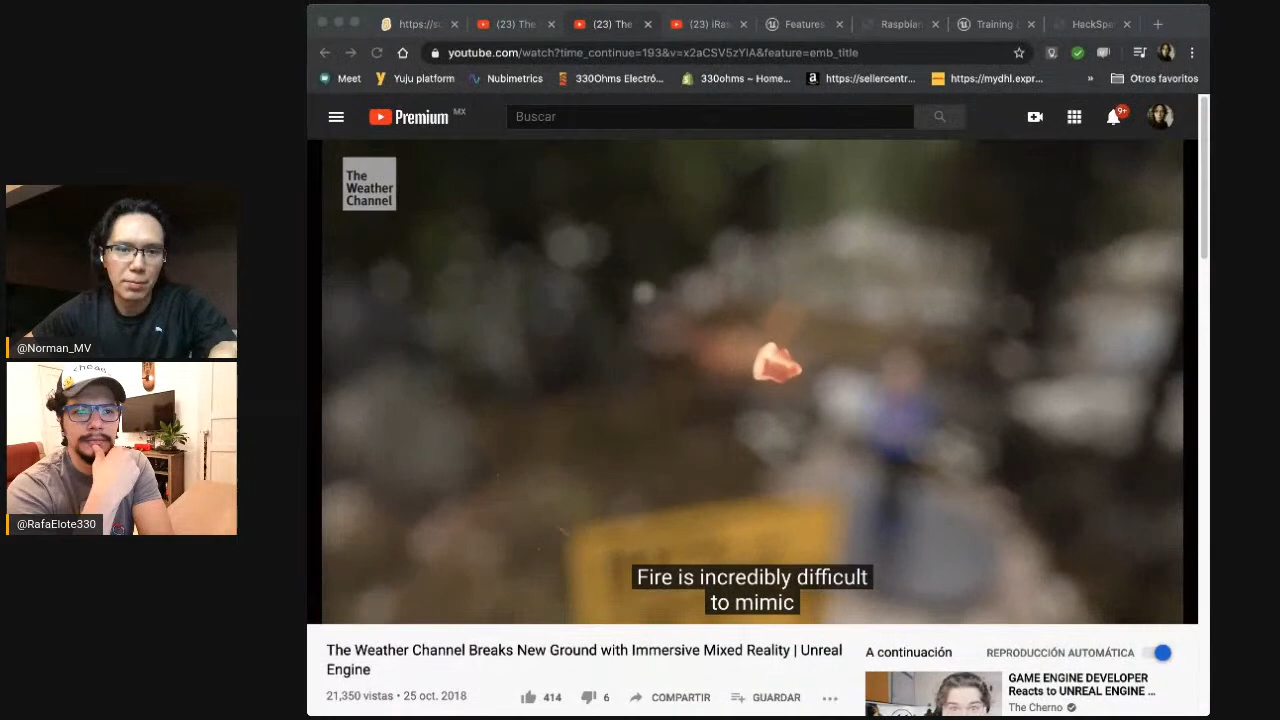 https://s
(23) The
(23) The
(23) iRas
Features
Raspbia
Training
HackSpa
youtube.com/watch?time_continue=193&v=x2aCSV5zYlA&feature=emb_title
Meet
Yuju platform
Nubimetrics
330Ohms Electró...
330ohms ~ Home...
https://sellercentr...
https://mydhl.expr...
»
Otros favoritos
Premium MX
Buscar
9+
The
Weather
Channel
@Norman_MV
@RafaElote330
Fire is incredibly difficult
to mimic
The Weather Channel Breaks New Ground with Immersive Mixed Reality | Unreal
Engine
21,350 vistas • 25 oct. 2018
414
6
COMPARTIR
GUARDAR
A continuación
REPRODUCCIÓN AUTOMÁTICA
GAME ENGINE DEVELOPER
Reacts to UNREAL ENGINE ...
The Cherno